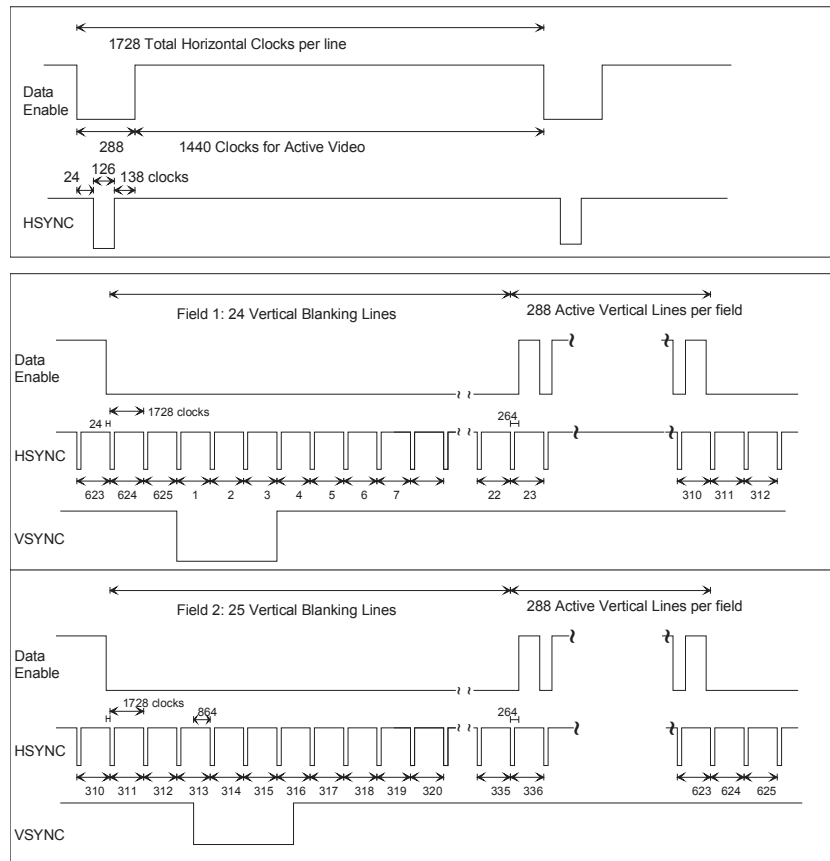 1728 Total Horizontal Clocks per line
Data
Enable
288
1440 Clocks for Active Video
24
126
138 clocks
HSYNC
Field 1: 24 Vertical Blanking Lines
288 Active Vertical Lines per field
Data
Enable
24
1728 clocks
264
HSYNC
623 624 625 1 2 3 4 5 6 7 22 23 310 311 312
VSYNC
Field 2: 25 Vertical Blanking Lines
288 Active Vertical Lines per field
Data
Enable
1728 clocks
864
264
HSYNC
310 311 312 313 314 315 316 317 318 319 320 335 336 623 624 625
VSYNC